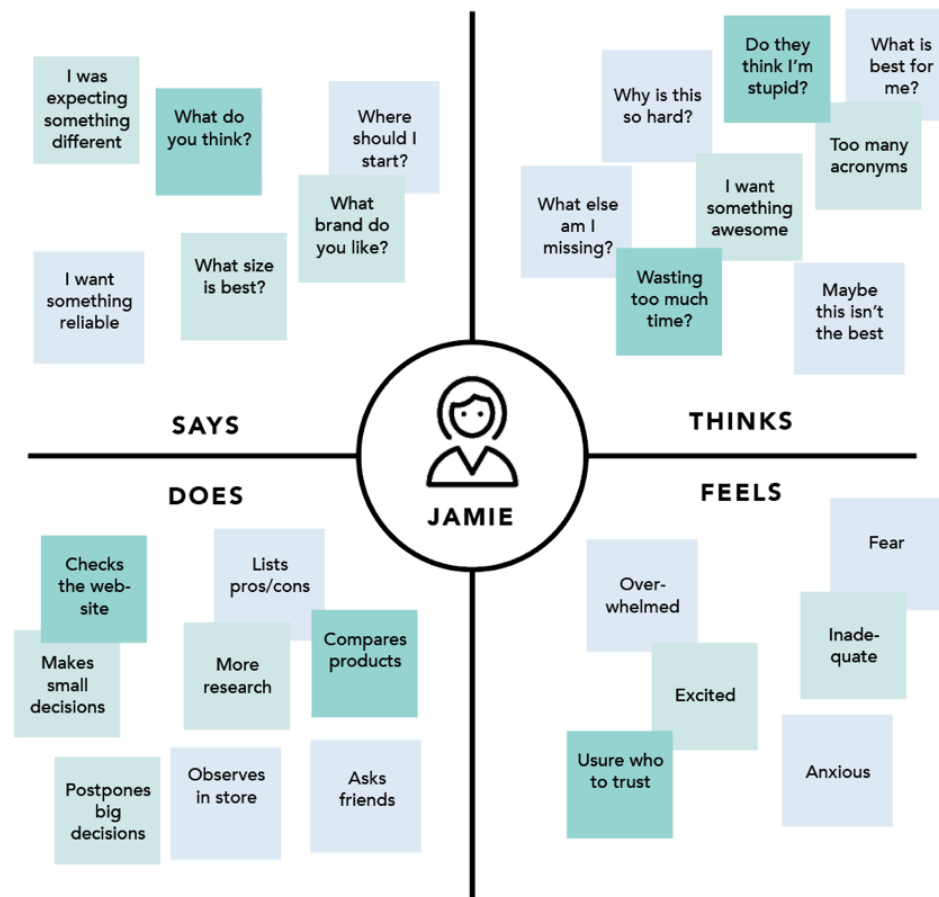 I was
expecting
something
different
What do
you think?
Where
should I
start?
What
brand do
you like?
What size
is best?
I want
something
reliable
SAYS
Do they
think I'm
stupid?
What is
best for
me?
Why is this
so hard?
Too many
acronyms
I want
something
awesome
What else
am I
missing?
Wasting
too much
time?
Maybe
this isn't
the best
THINKS
JAMIE
DOES
Checks
the web-
site
Lists
pros/cons
Compares
products
Makes
small
decisions
More
research
Postpones
big
decisions
Observes
in store
Asks
friends
FEELS
Fear
Over-
whelmed
Inade-
quate
Excited
Usure who
to trust
Anxious